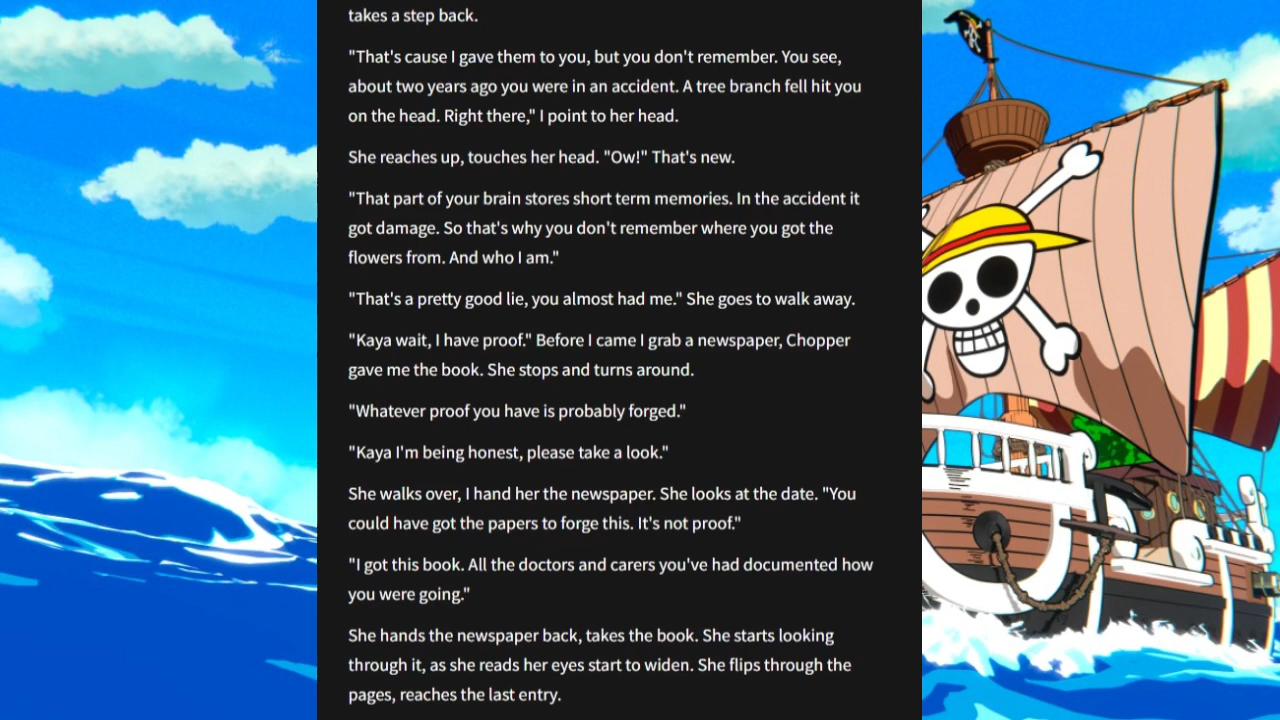 takes a step back.
"That's cause I gave them to you, but you don't remember. You see,
about two years ago you were in an accident. A tree branch fell hit you
on the head. Right there," I point to her head.
She reaches up, touches her head. "Ow!" That's new.
"That part of your brain stores short term memories. In the accident it
got damage. So that's why you don't remember where you got the
flowers from. And who I am."
"That's a pretty good lie, you almost had me." She goes to walk away.
"Kaya wait, I have proof." Before I came I grab a newspaper, Chopper
gave me the book. She stops and turns around.
"Whatever proof you have is probably forged."
"Kaya I'm being honest, please take a look."
She walks over, I hand her the newspaper. She looks at the date. "You
could have got the papers to forge this. It's not proof."
"I got this book. All the doctors and carers you've had documented how
you were going."
She hands the newspaper back, takes the book. She starts looking
through it, as she reads her eyes start to widen. She flips through the
pages, reaches the last entry.